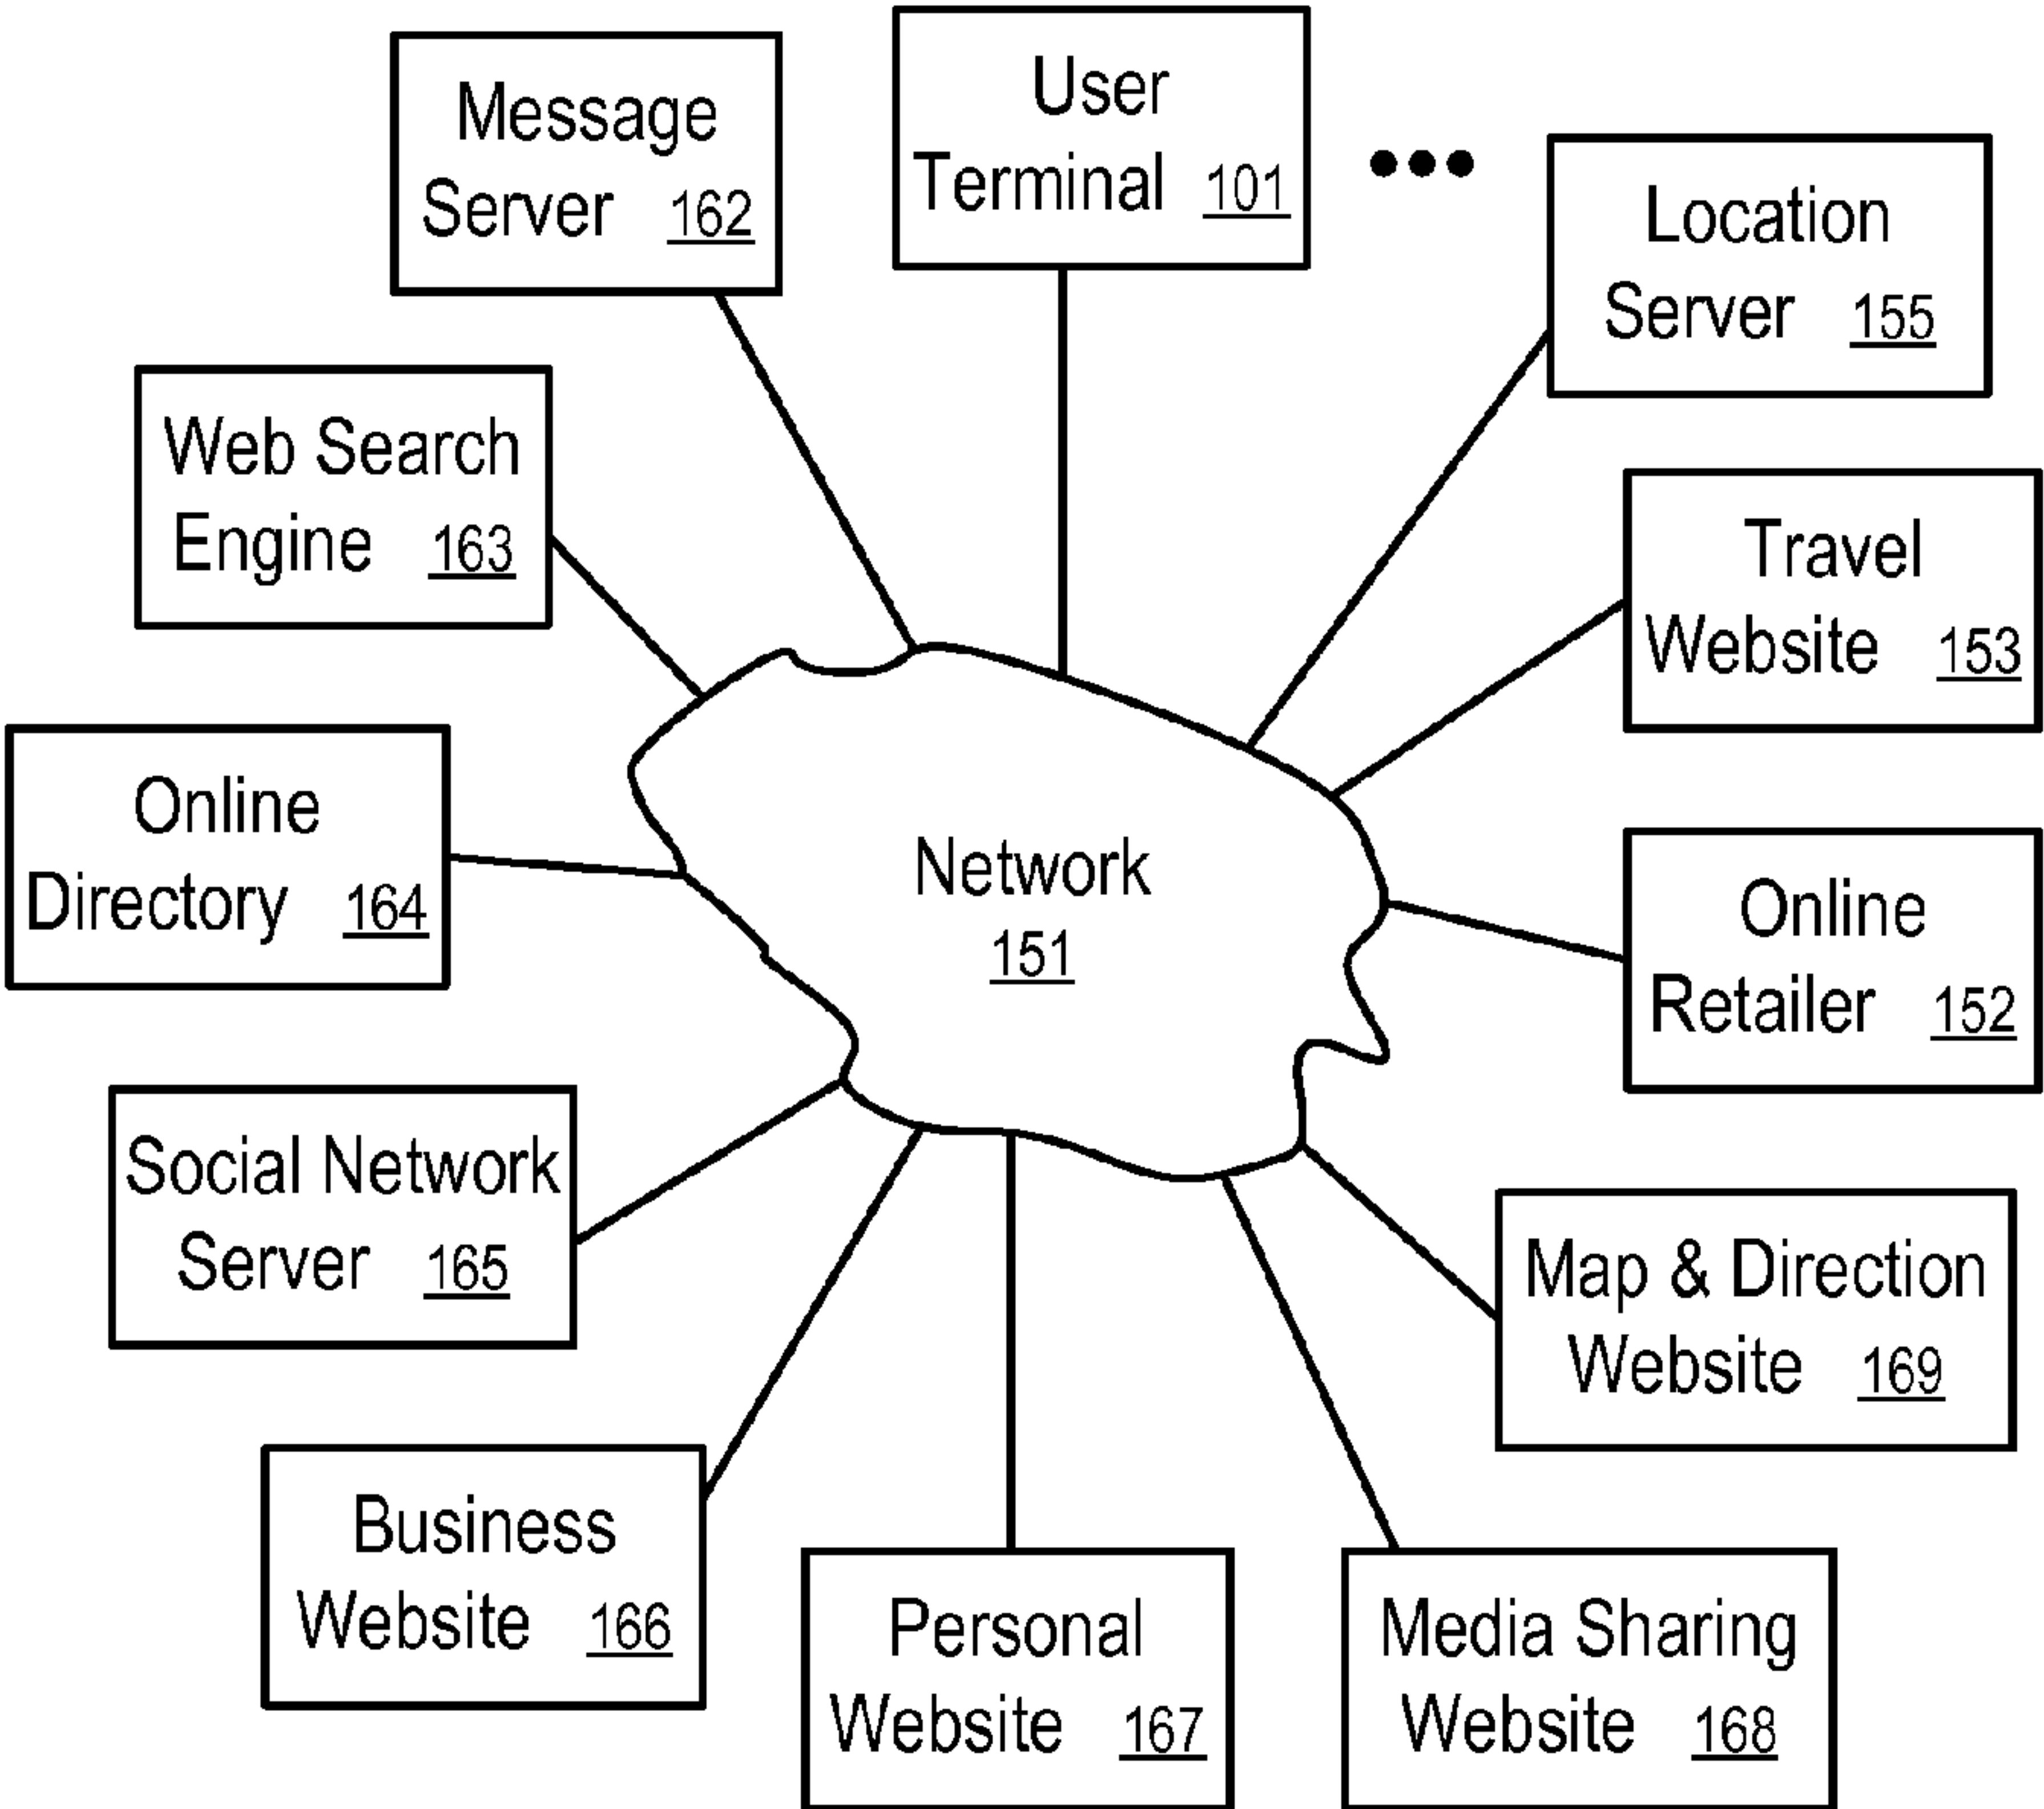 User
Terminal 101
Message
Server 162
Location
Server 155
Web Search
Engine 163
Travel
Website 153
Online
Directory 164
Network
151
Online
Retailer 152
Social Network
Server 165
Map & Direction
Website 169
Business
Website 166
Personal
Website 167
Media Sharing
Website 168